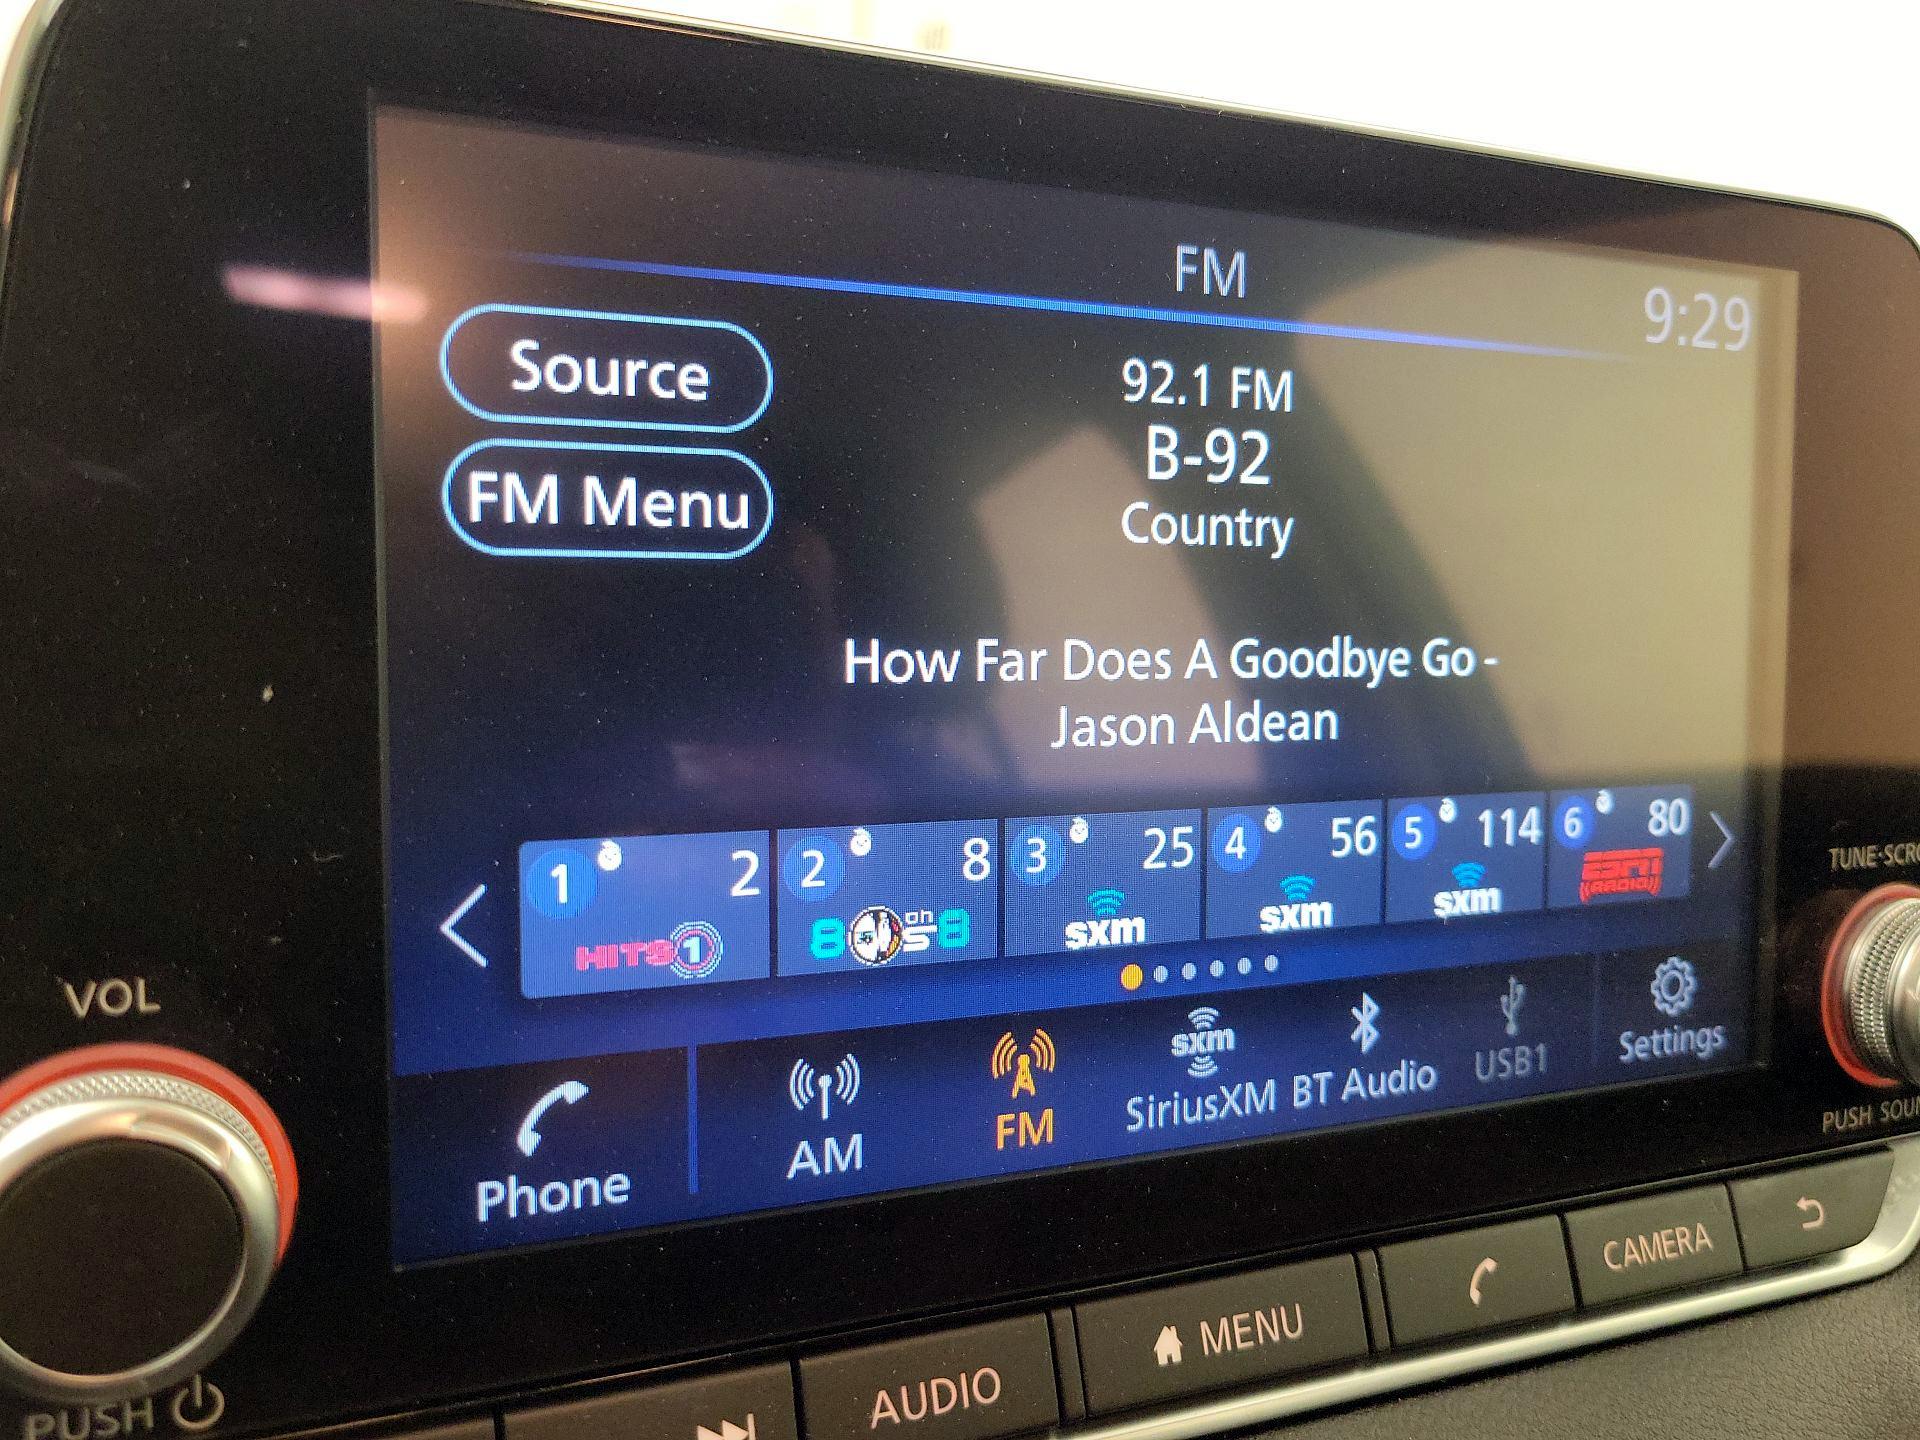 FM
9:29
Source
FM Menu
92.1 FM
B-92
Country
How Far Does A Goodbye Go -
Jason Aldean
1 2
HITS 1
2 8
8
8
3 25
sxm
4 56
sxm
5 114
sxm
6 80
ESPN
RADIO
Phone
AM
FM
sxm
SiriusXM
BT Audio
USB1
Settings
VOL
PUSH
TUNE·SCRO
PUSH SOU
AUDIO
MENU
CAMERA